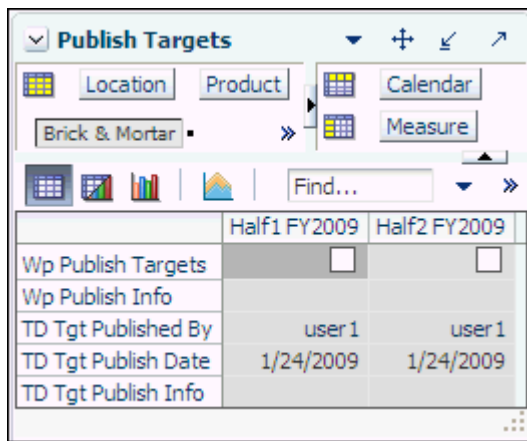 Publish Targets
Location Product Calendar
Brick & Mortar Measure
Find...
Half1 FY2009 Half2 FY2009
Wp Publish Targets
Wp Publish Info
TD Tgt Published By user1 user1
TD Tgt Publish Date 1/24/2009 1/24/2009
TD Tgt Publish Info